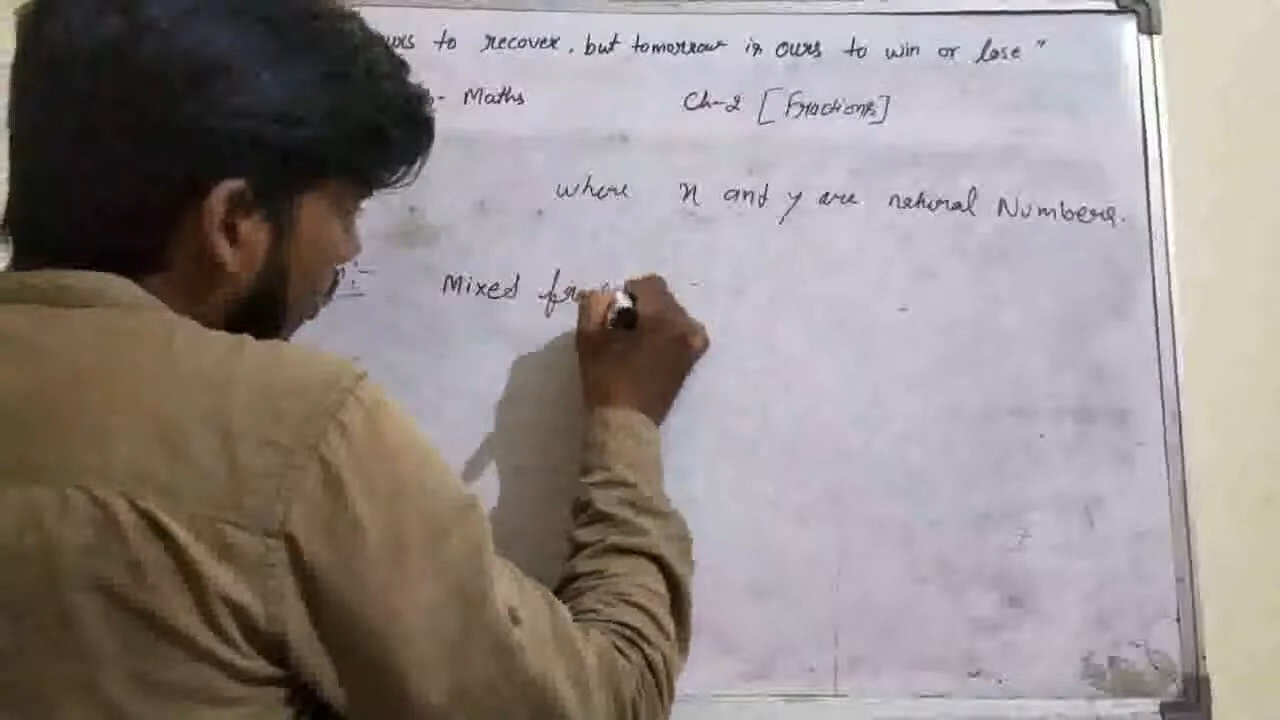 to recover, but tomorrow is ours to win or lose"
- Maths Ch-2 [Fractions]
where x and y are natural Numbers.
Mixed fra